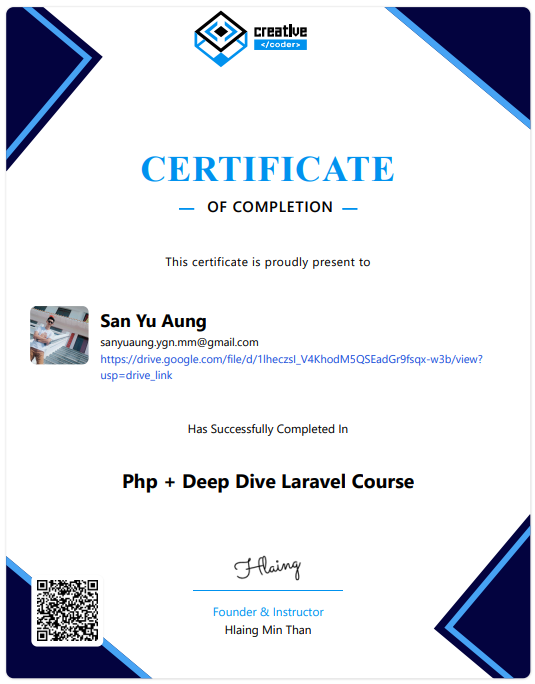 creative
</coder>
CERTIFICATE
OF COMPLETION
This certificate is proudly present to
San Yu Aung
sanyuaung.ygn.mm@gmail.com
https://drive.google.com/file/d/1lheczsI_V4KhodM5QSEadGr9fsqx-w3b/view?
usp=drive_link
Has Successfully Completed In
Php + Deep Dive Laravel Course
Hlaing
Founder & Instructor
Hlaing Min Than